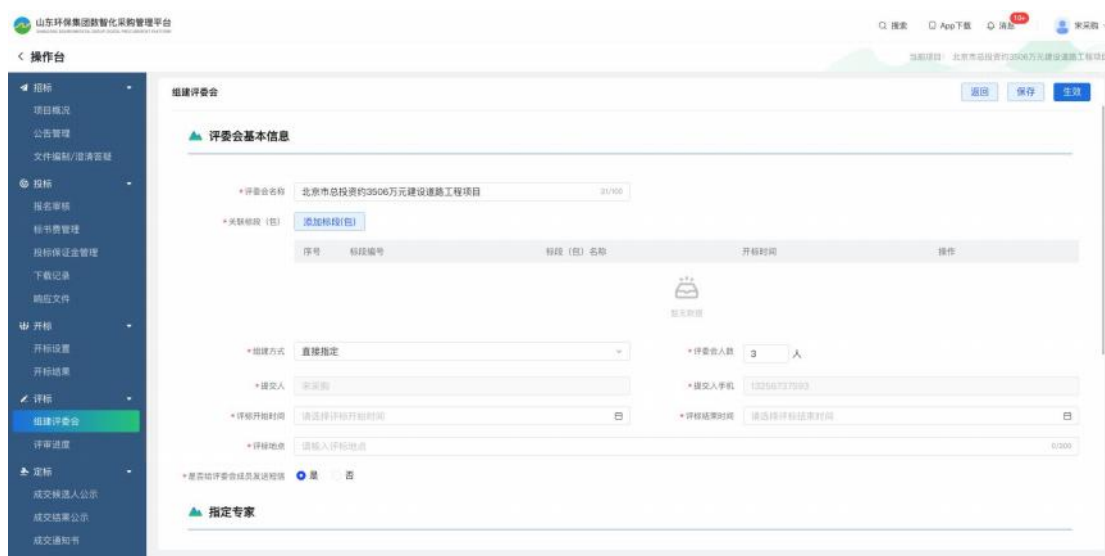 山东环保集团数智化采购管理平台
搜索 App下载 消息 10+ 宋采购
操作台
当前项目: 北京市总投资约3506万元建设道路工程项目
招标
项目概况
公告管理
文件编制/澄清答疑
投标
报名审核
标书费管理
投标保证金管理
下载记录
响应文件
开标
开标设置
开标结果
评标
组建评委会
评审进度
定标
成交候选人公示
成交结果公示
成交通知书
组建评委会
返回 保存 生效
评委会基本信息
*评委会名称 北京市总投资约3506万元建设道路工程项目 21/100
*关联标段(包) 添加标段(包)
序号 标段编号 标段(包)名称 开标时间 操作
暂无数据
*组建方式 直接指定 *评委会人数 3 人
*提交人 宋采购 *提交人手机 13256727593
*评标开始时间 请选择评标开始时间 *评标结束时间 请选择评标结束时间
*评标地点 请输入评标地点 0/200
*是否给评委会成员发送短信 是 否
指定专家